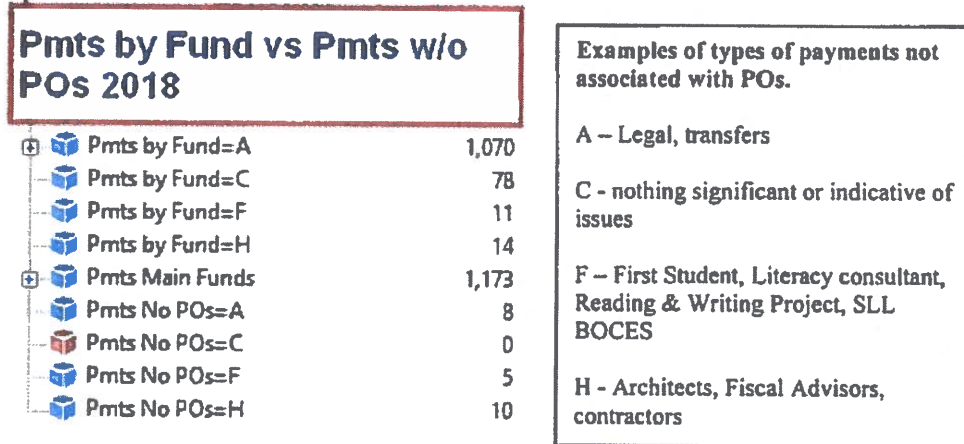 Pmts by Fund vs Pmts w/o
POs 2018
Pmts by Fund=A 1,070
Pmts by Fund=C 78
Pmts by Fund=F 11
Pmts by Fund=H 14
Pmts Main Funds 1,173
Pmts No POs=A 8
Pmts No POs=C 0
Pmts No POs=F 5
Pmts No POs=H 10
Examples of types of payments not
associated with POs.
A – Legal, transfers
C - nothing significant or indicative of
issues
F – First Student, Literacy consultant,
Reading & Writing Project, SLL
BOCES
H - Architects, Fiscal Advisors,
contractors